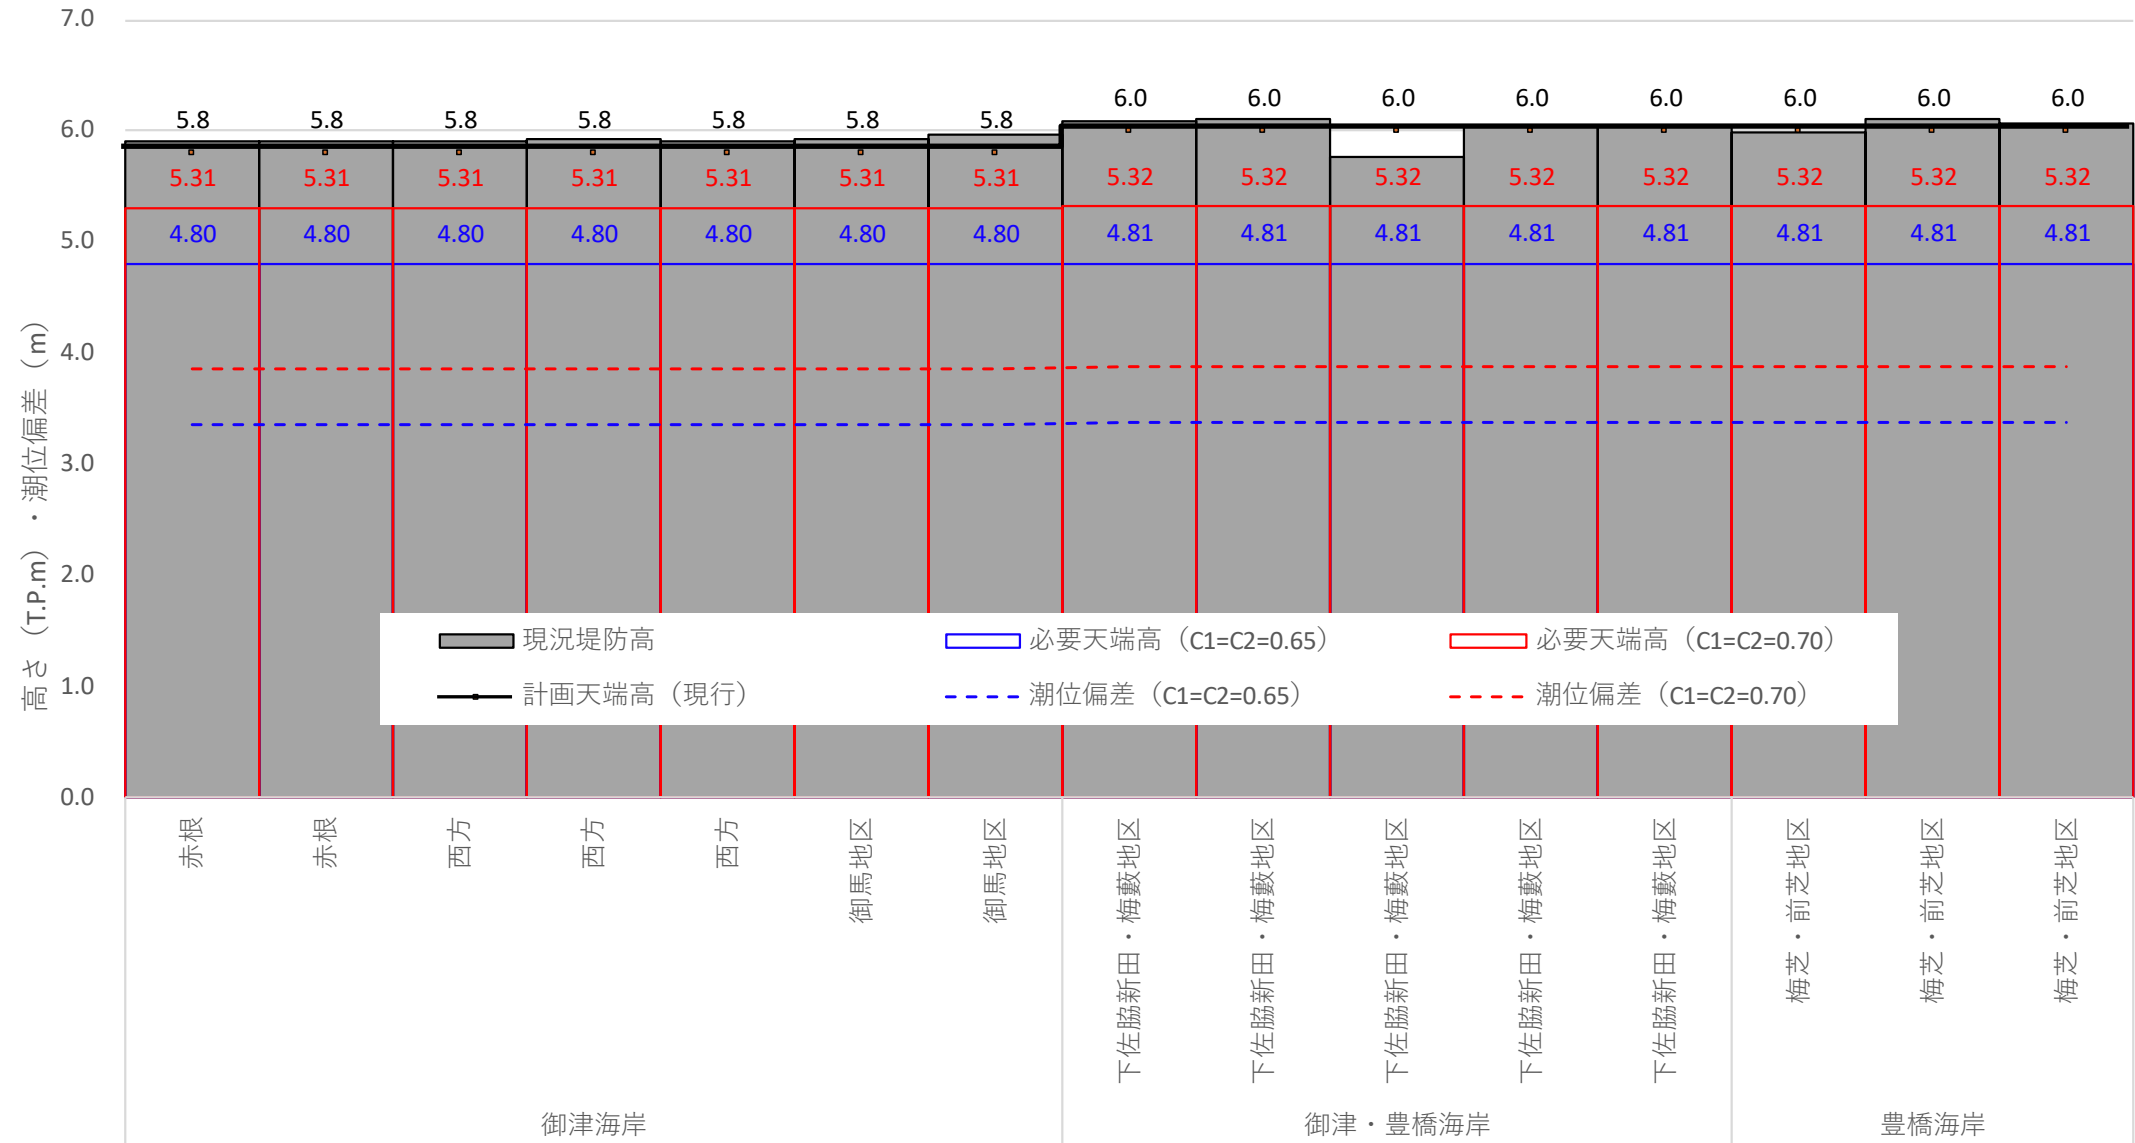 7.0
6.0
5.0
4.0
3.0
2.0
1.0
0.0
高さ（T.P.m）・潮位偏差（m）
5.8 5.8 5.8 5.8 5.8 5.8 5.8 6.0 6.0 6.0 6.0 6.0 6.0 6.0 6.0
5.31 5.31 5.31 5.31 5.31 5.31 5.31 5.32 5.32 5.32 5.32 5.32 5.32 5.32 5.32
4.80 4.80 4.80 4.80 4.80 4.80 4.80 4.81 4.81 4.81 4.81 4.81 4.81 4.81 4.81
現況堤防高 必要天端高（C1=C2=0.65） 必要天端高（C1=C2=0.70）
計画天端高（現行） 潮位偏差（C1=C2=0.65） 潮位偏差（C1=C2=0.70）
赤根
赤根
西方
西方
西方
御馬地区
御馬地区
下佐脇新田・梅藪地区
下佐脇新田・梅藪地区
下佐脇新田・梅藪地区
下佐脇新田・梅藪地区
下佐脇新田・梅藪地区
梅芝・前芝地区
梅芝・前芝地区
梅芝・前芝地区
御津海岸 御津・豊橋海岸 豊橋海岸